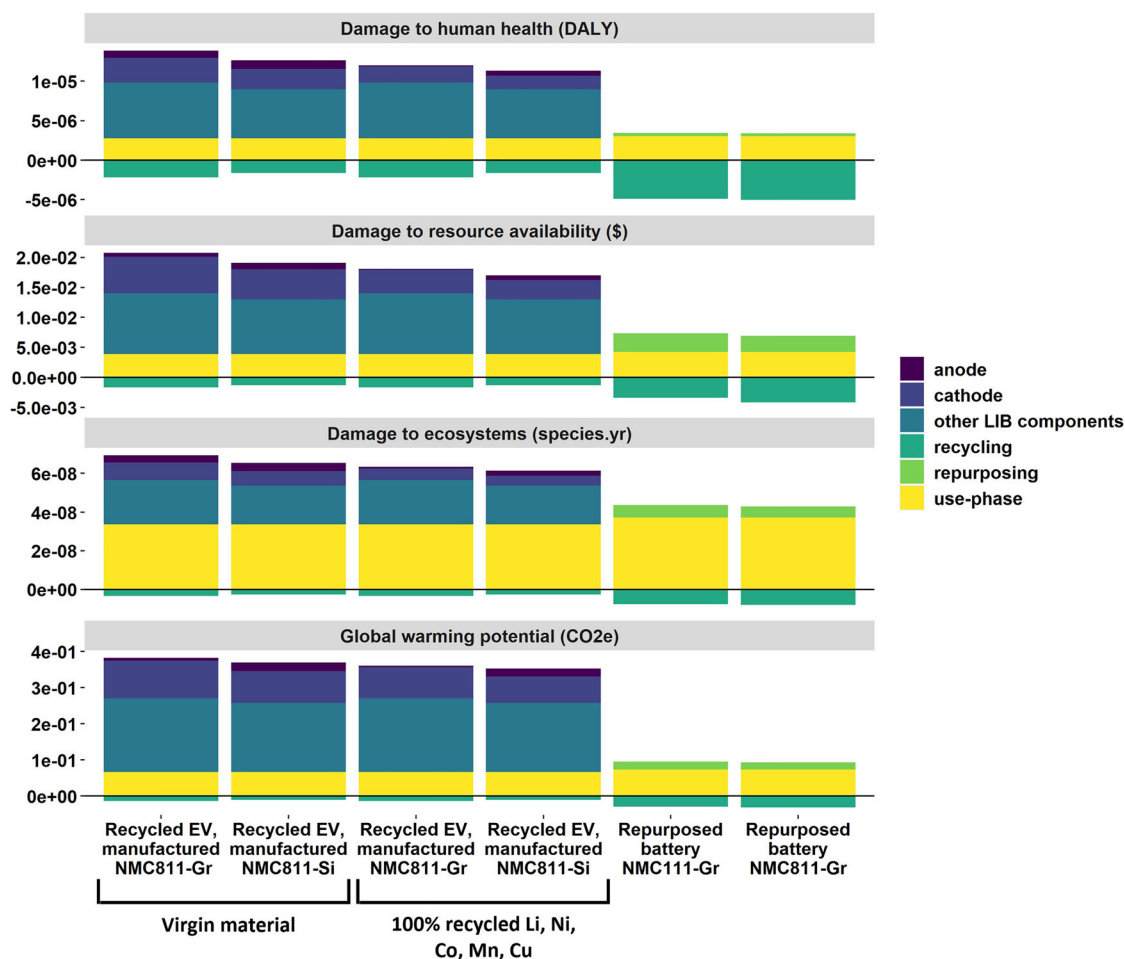 Damage to human health (DALY)
1e-05
5e-06
0e+00
-5e-06
Damage to resource availability ($)
2.0e-02
1.5e-02
1.0e-02
5.0e-03
0.0e+00
-5.0e-03
Damage to ecosystems (species.yr)
6e-08
4e-08
2e-08
0e+00
Global warming potential (CO2e)
4e-01
3e-01
2e-01
1e-01
0e+00
anode
cathode
other LIB components
recycling
repurposing
use-phase
Recycled EV,
manufactured
NMC811-Gr
Recycled EV,
manufactured
NMC811-Si
Recycled EV,
manufactured
NMC811-Gr
Recycled EV,
manufactured
NMC811-Si
Repurposed
battery
NMC111-Gr
Repurposed
battery
NMC811-Gr
Virgin material
100% recycled Li, Ni,
Co, Mn, Cu